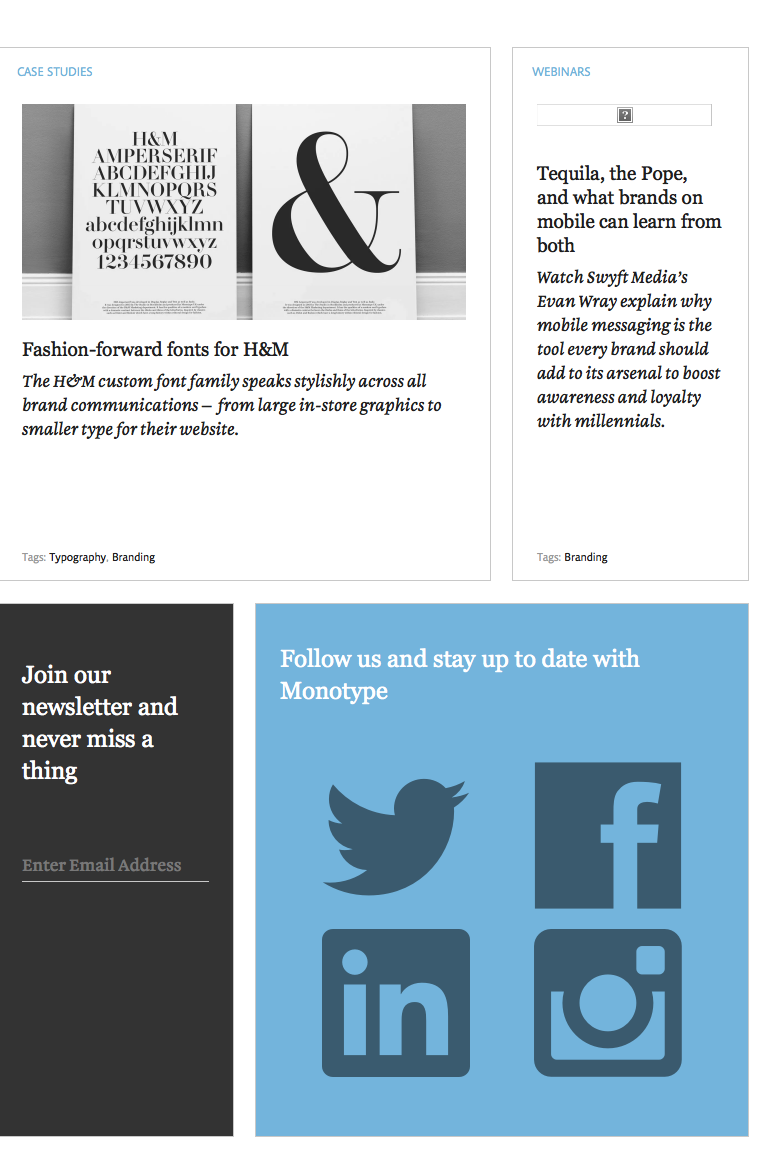 CASE STUDIES
H&M
AMPERSERIF
ABCDEFGHIJ
KLMNOPQRS
TUVWXYZ
abcdefghijklmn
opqrstuvwxyz
1234567890
&
Fashion-forward fonts for H&M
The H&M custom font family speaks stylishly across all
brand communications – from large in-store graphics to
smaller type for their website.
Tags: Typography, Branding
WEBINARS
?
Tequila, the Pope,
and what brands on
mobile can learn from
both
Watch Swyft Media’s
Evan Wray explain why
mobile messaging is the
tool every brand should
add to its arsenal to boost
awareness and loyalty
with millennials.
Tags: Branding
Join our
newsletter and
never miss a
thing
Enter Email Address
Follow us and stay up to date with
Monotype
f
in